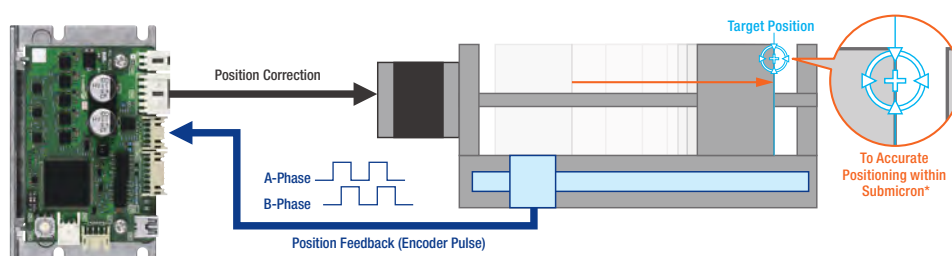 Target Position
Position Correction
A-Phase
B-Phase
Position Feedback (Encoder Pulse)
To Accurate
Positioning within
Submicron*